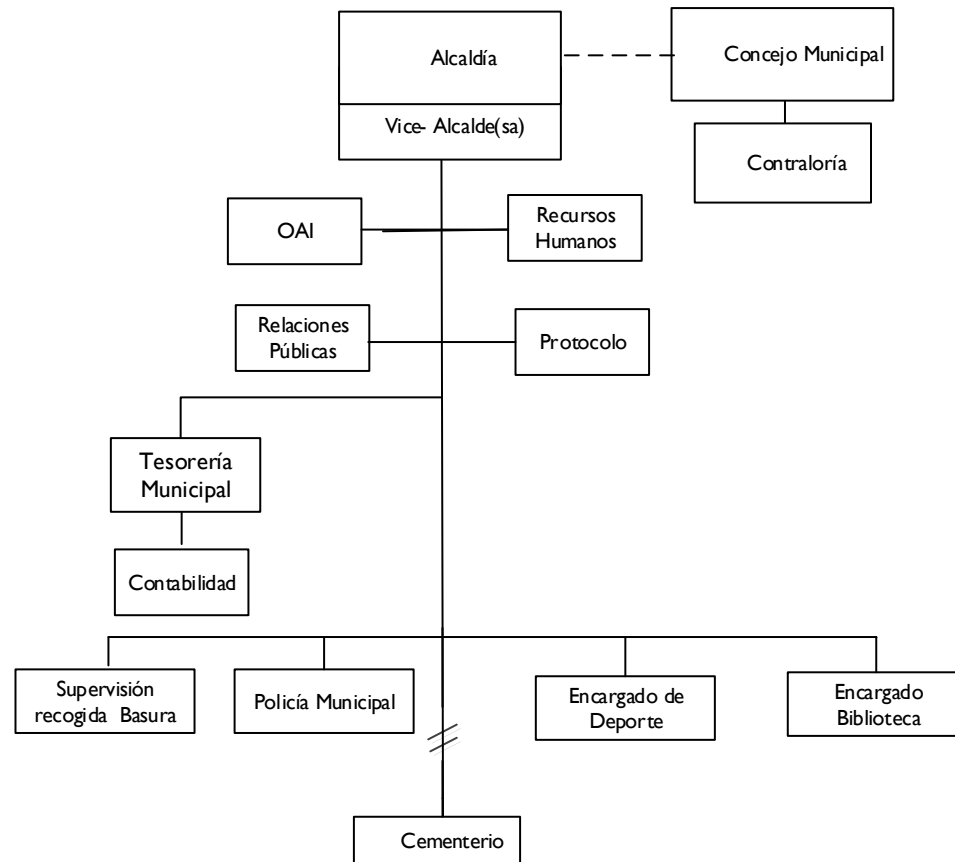 Alcaldía
Concejo Municipal
Vice- Alcalde(sa)
Contraloría
OAI
Recursos
Humanos
Relaciones
Públicas
Protocolo
Tesorería
Municipal
Contabilidad
Supervisión
recogida Basura
Policía Municipal
Encargado de
Deporte
Encargado
Biblioteca
Cementerio